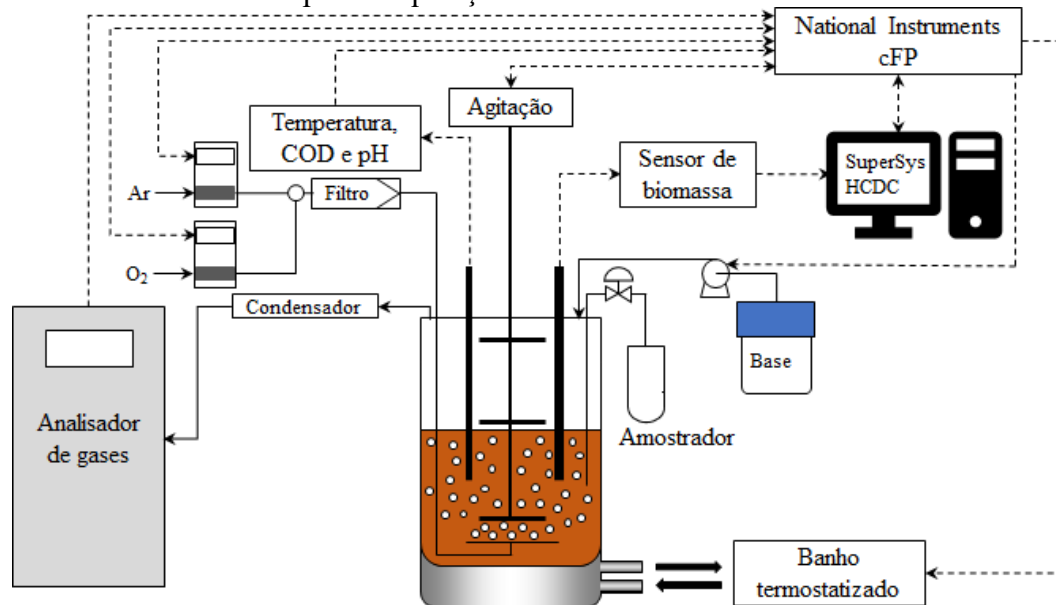 National Instruments
cFP
Agitação
Temperatura,
COD e pH
Sensor de
biomassa
SuperSys
HCDC
Ar
Filtro
O₂
Condensador
Base
Analisador
de gases
Amostrador
Banho
termostatizado